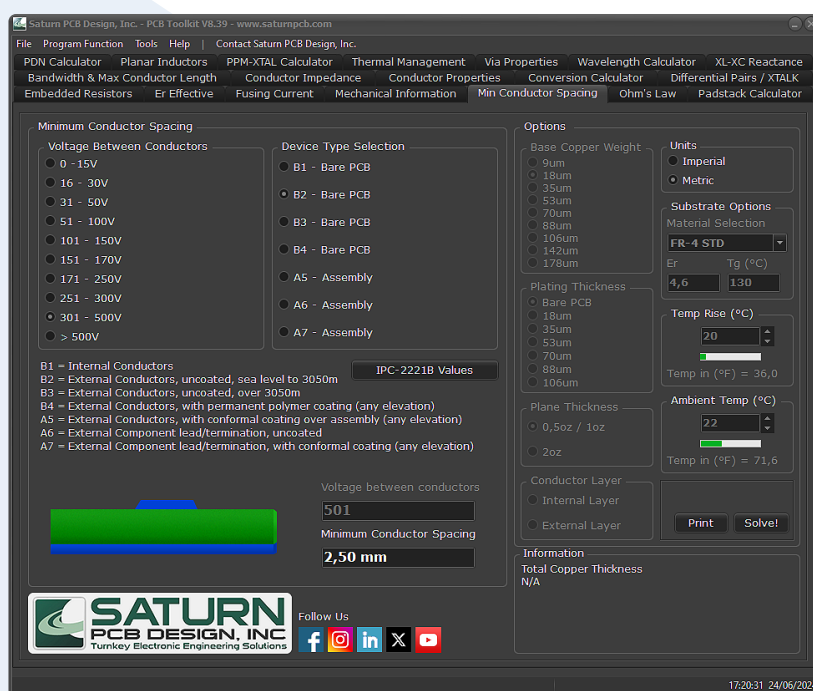 Saturn PCB Design, Inc. - PCB Toolkit V8.39 - www.saturnpcb.com
File Program Function Tools Help | Contact Saturn PCB Design, Inc.
PDN Calculator Planar Inductors PPM-XTAL Calculator Thermal Management Via Properties Wavelength Calculator XL-XC Reactance
Bandwidth & Max Conductor Length Conductor Impedance Conductor Properties Conversion Calculator Differential Pairs / XTALK
Embedded Resistors Er Effective Fusing Current Mechanical Information Min Conductor Spacing Ohm's Law Padstack Calculator
Minimum Conductor Spacing
Voltage Between Conductors
0 -15V
16 - 30V
31 - 50V
51 - 100V
101 - 150V
151 - 170V
171 - 250V
251 - 300V
301 - 500V
> 500V
Device Type Selection
B1 - Bare PCB
B2 - Bare PCB
B3 - Bare PCB
B4 - Bare PCB
A5 - Assembly
A6 - Assembly
A7 - Assembly
B1 = Internal Conductors
B2 = External Conductors, uncoated, sea level to 3050m
B3 = External Conductors, uncoated, over 3050m
B4 = External Conductors, with permanent polymer coating (any elevation)
A5 = External Conductors, with conformal coating over assembly (any elevation)
A6 = External Component lead/termination, uncoated
A7 = External Component lead/termination, with conformal coating (any elevation)
IPC-2221B Values
Voltage between conductors
501
Minimum Conductor Spacing
2,50 mm
Options
Base Copper Weight
9um
18um
35um
53um
70um
88um
106um
142um
178um
Plating Thickness
Bare PCB
18um
35um
53um
70um
88um
106um
Plane Thickness
0,5oz / 1oz
2oz
Conductor Layer
Internal Layer
External Layer
Units
Imperial
Metric
Substrate Options
Material Selection
FR-4 STD
Er Tg (°C)
4,6 130
Temp Rise (°C)
20
Temp in (°F) = 36,0
Ambient Temp (°C)
22
Temp in (°F) = 71,6
Print Solve!
Information
Total Copper Thickness
N/A
SATURN
PCB DESIGN, INC
Turnkey Electronic Engineering Solutions
Follow Us
17:20:31 24/06/202